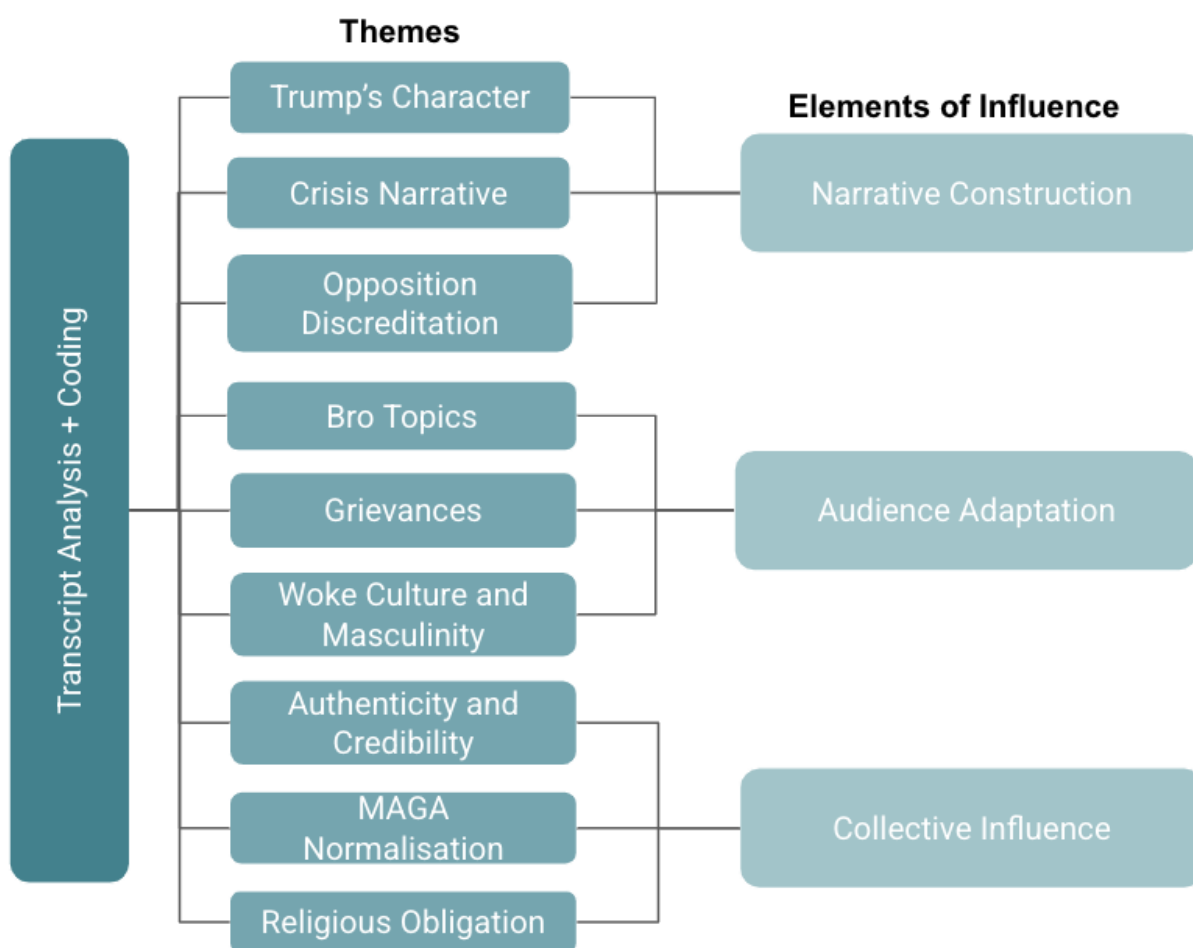 Themes
Trump's Character
Elements of Influence
Crisis Narrative
Narrative Construction
Opposition
Discreditation
Transcript Analysis + Coding
Bro Topics
Grievances
Audience Adaptation
Woke Culture and
Masculinity
Authenticity and
Credibility
MAGA
Normalisation
Collective Influence
Religious Obligation